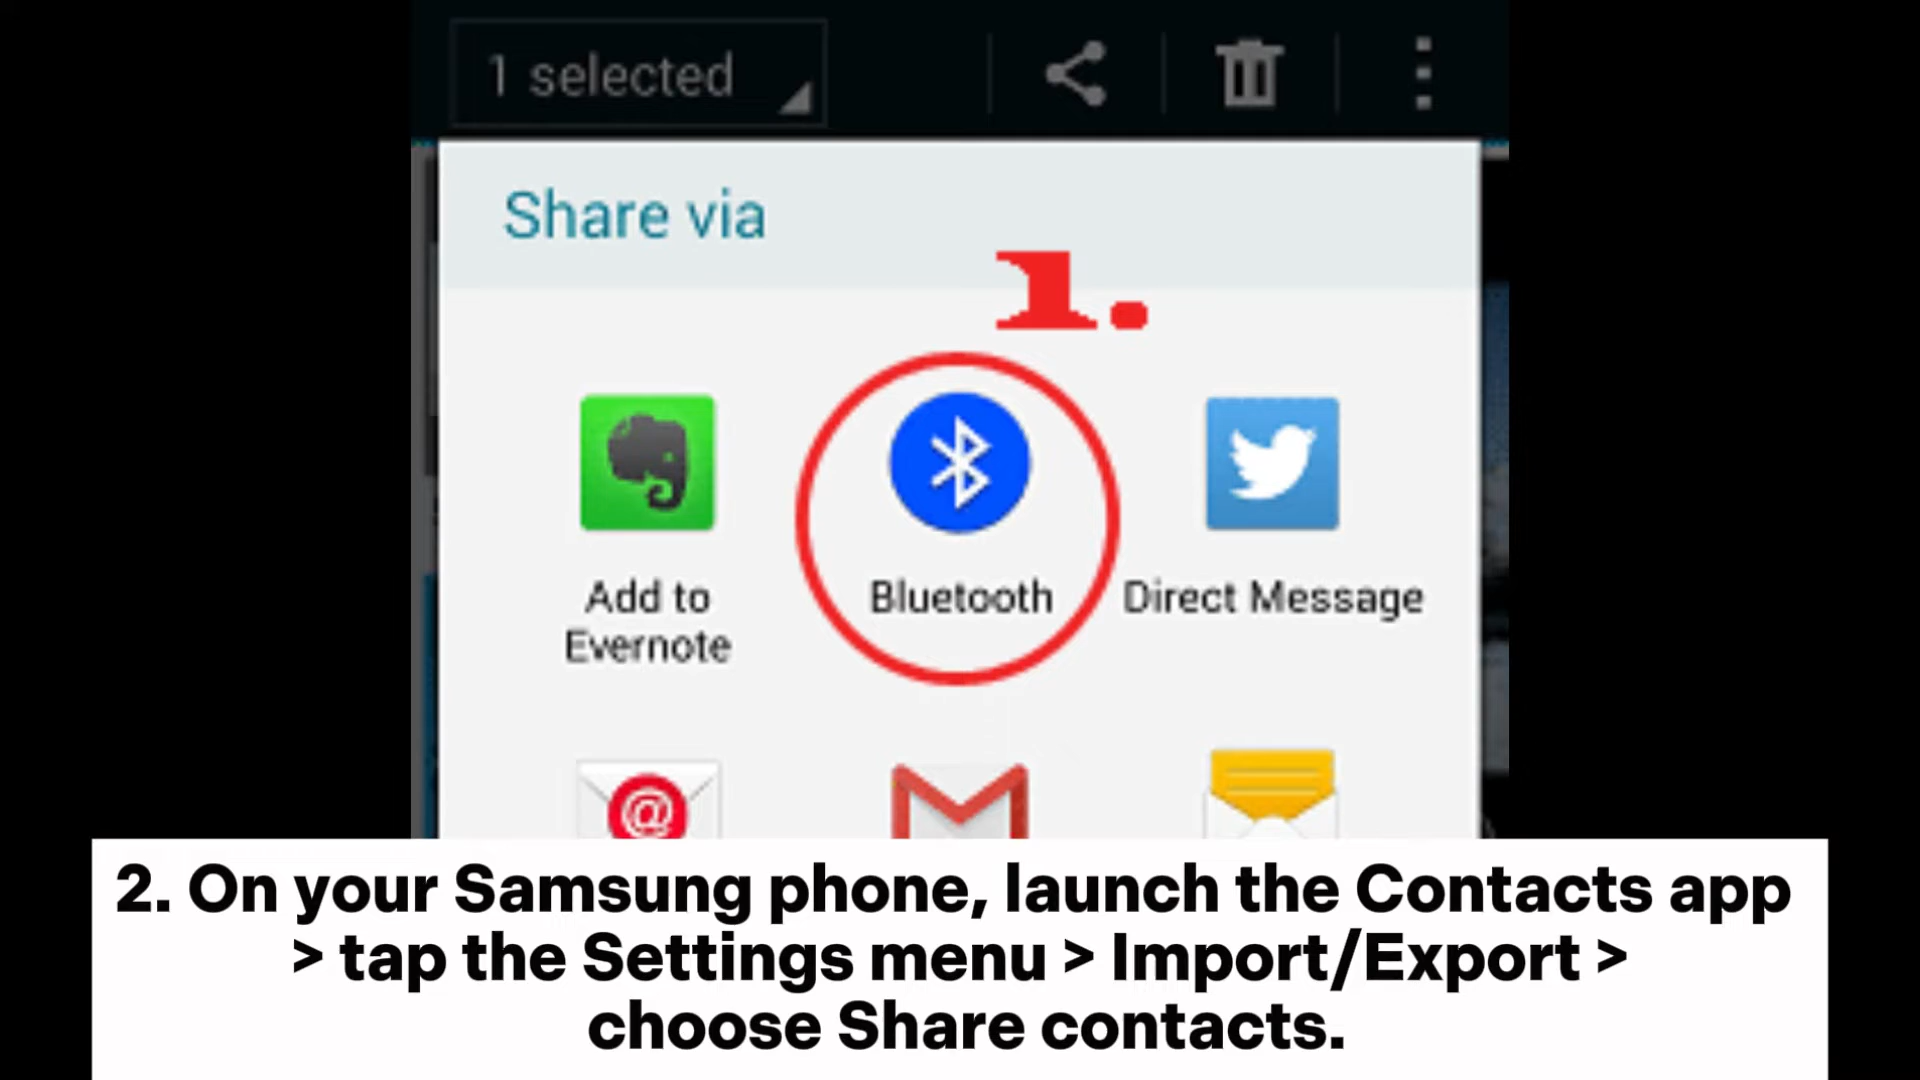 1 selected
Share via
1.
Add to
Evernote
Bluetooth
Direct Message
@
2. On your Samsung phone, launch the Contacts app
> tap the Settings menu > Import/Export >
choose Share contacts.